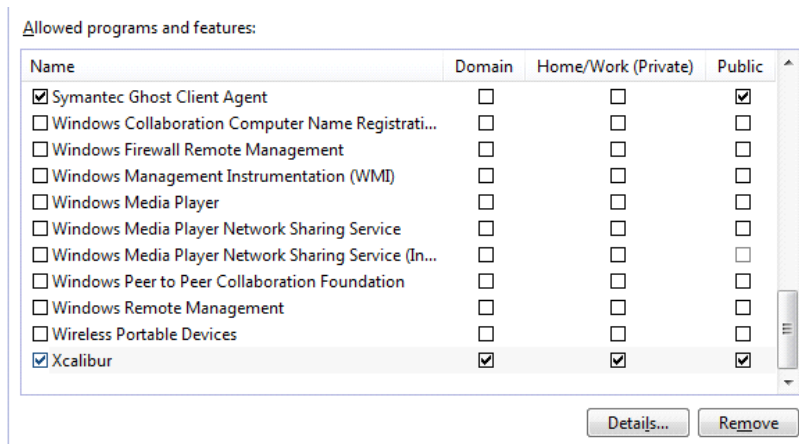 Allowed programs and features:
Name Domain Home/Work (Private) Public
Symantec Ghost Client Agent
Windows Collaboration Computer Name Registrati...
Windows Firewall Remote Management
Windows Management Instrumentation (WMI)
Windows Media Player
Windows Media Player Network Sharing Service
Windows Media Player Network Sharing Service (In...
Windows Peer to Peer Collaboration Foundation
Windows Remote Management
Wireless Portable Devices
Xcalibur
Details... Remove